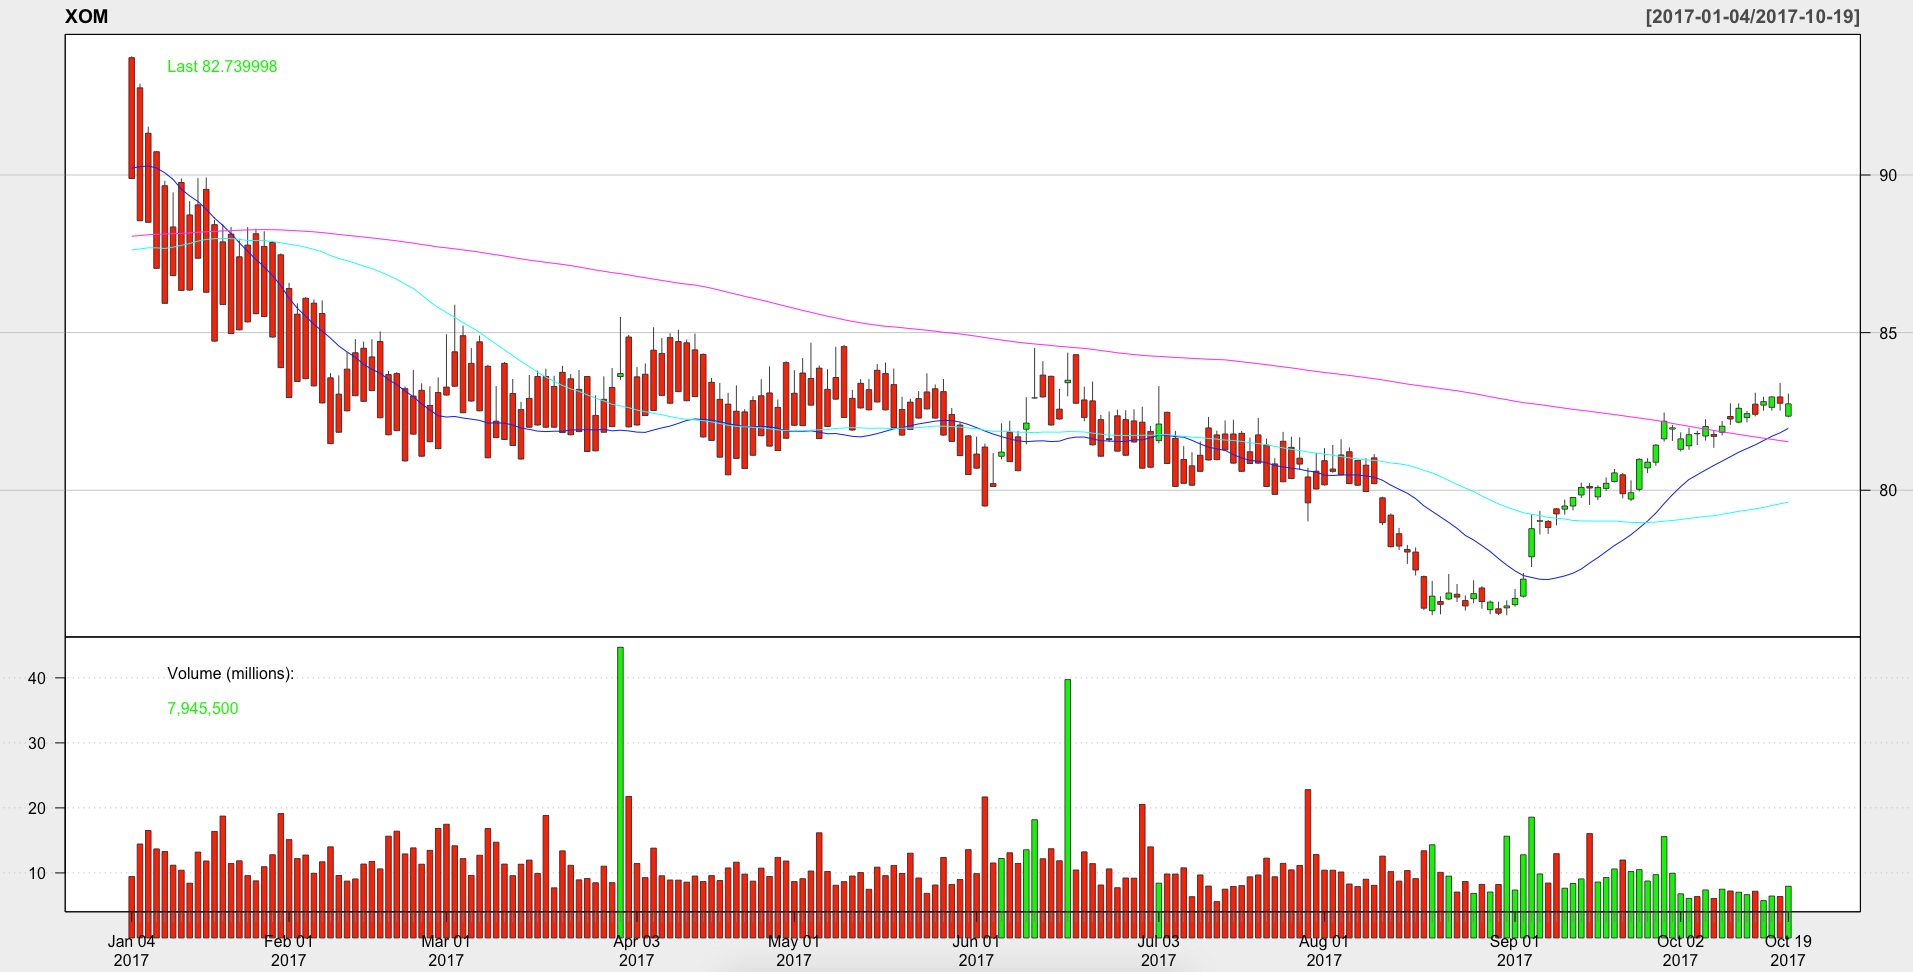 XOM
[2017-01-04/2017-10-19]
Last 82.739998
90
85
80
Volume (millions):
7,945,500
40
30
20
10
Jan 04 Feb 01 Mar 01 Apr 03 May 01 Jun 01 Jul 03 Aug 01 Sep 01 Oct 02 Oct 19
2017 2017 2017 2017 2017 2017 2017 2017 2017 2017 2017